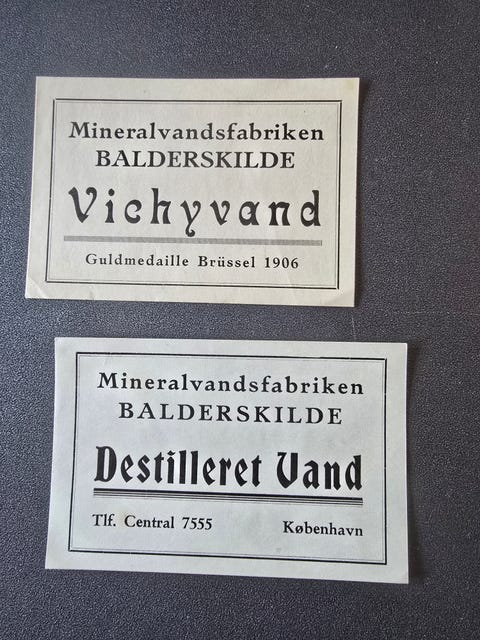 Mineralvandsfabriken
BALDERSKILDE
Vichyvand
Guldmedaille Brüssel 1906
Mineralvandsfabriken
BALDERSKILDE
Destilleret Vand
Tlf. Central 7555 København